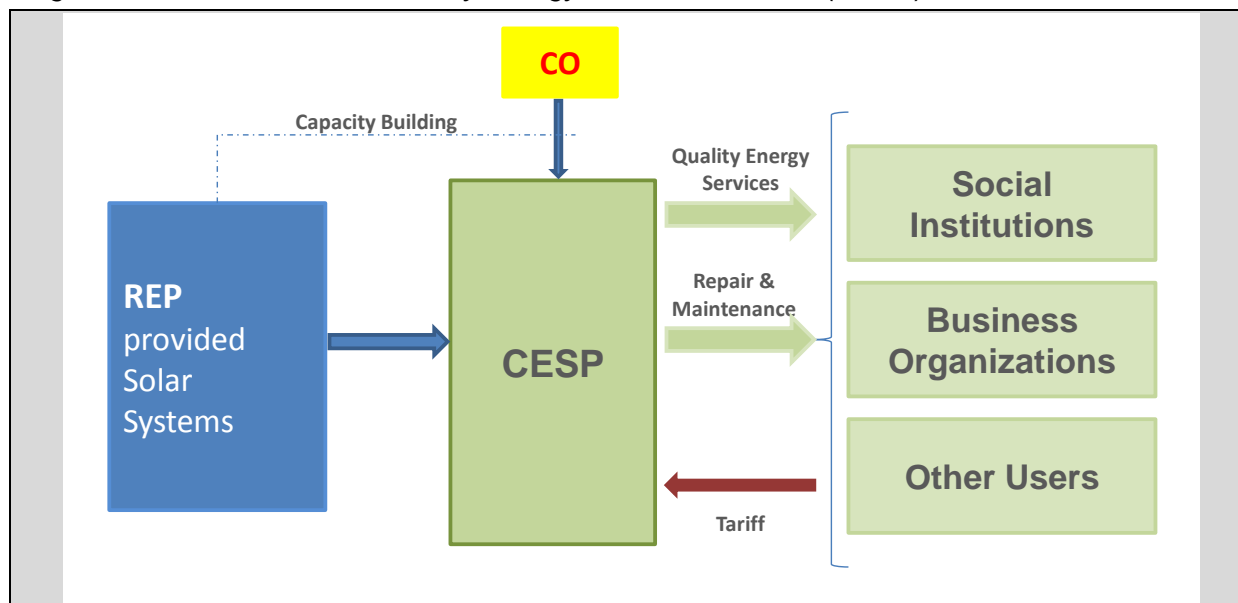 CO
Capacity Building
Quality Energy
Services
Social
Institutions
REP
provided
Solar
Systems
CESP
Repair &
Maintenance
Business
Organizations
Other Users
Tariff